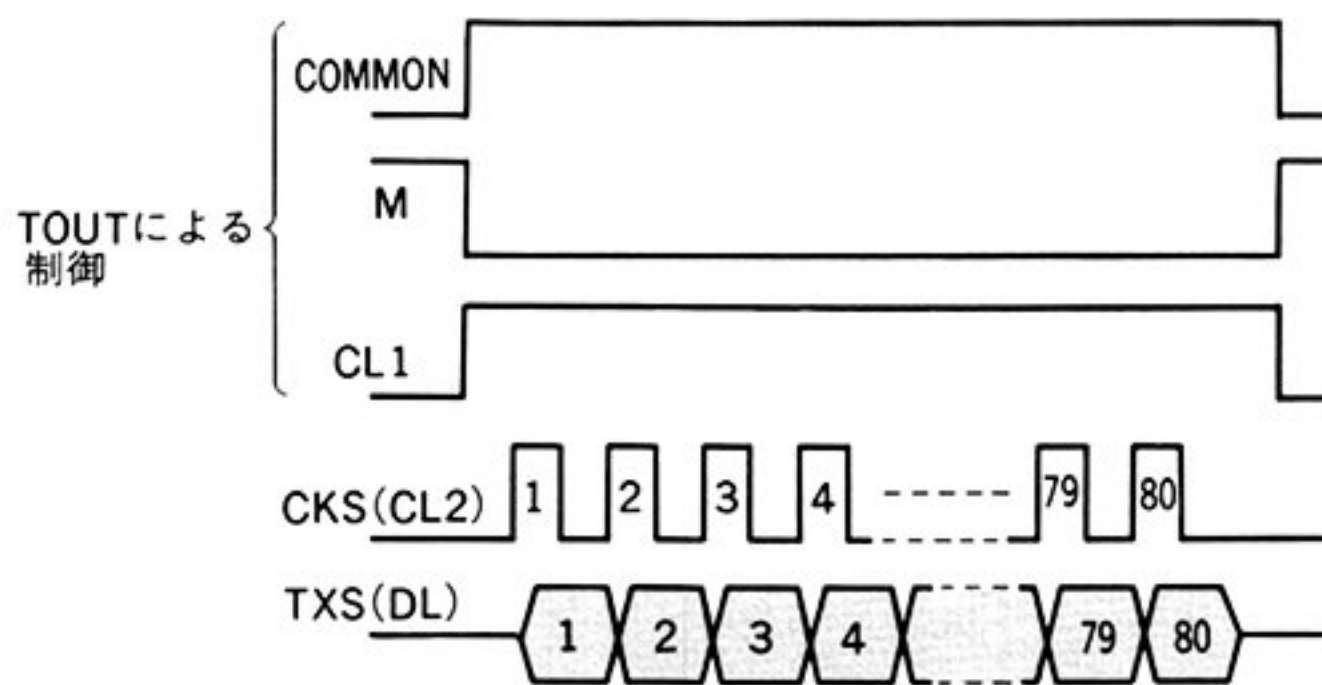 COMMON
M
TOUTによる
制御
CL1
CKS(CL2) 1 2 3 4 79 80
TXS(DL) 1 2 3 4 79 80